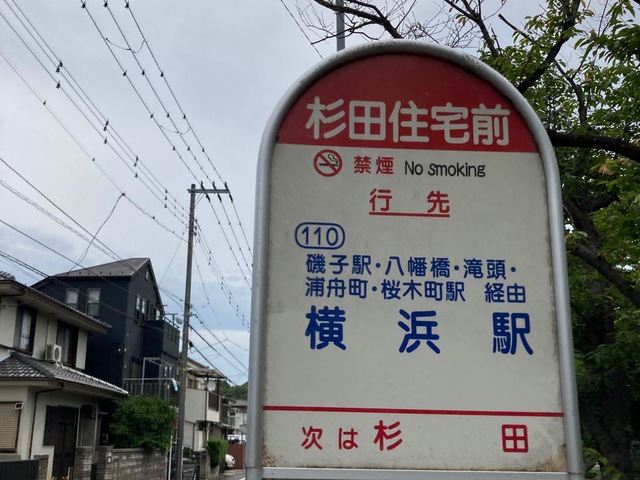 杉田住宅前
禁煙 No smoking
行先
110
磯子駅・八幡橋・滝頭・
浦舟町・桜木町駅 経由
横浜駅
次は 杉田